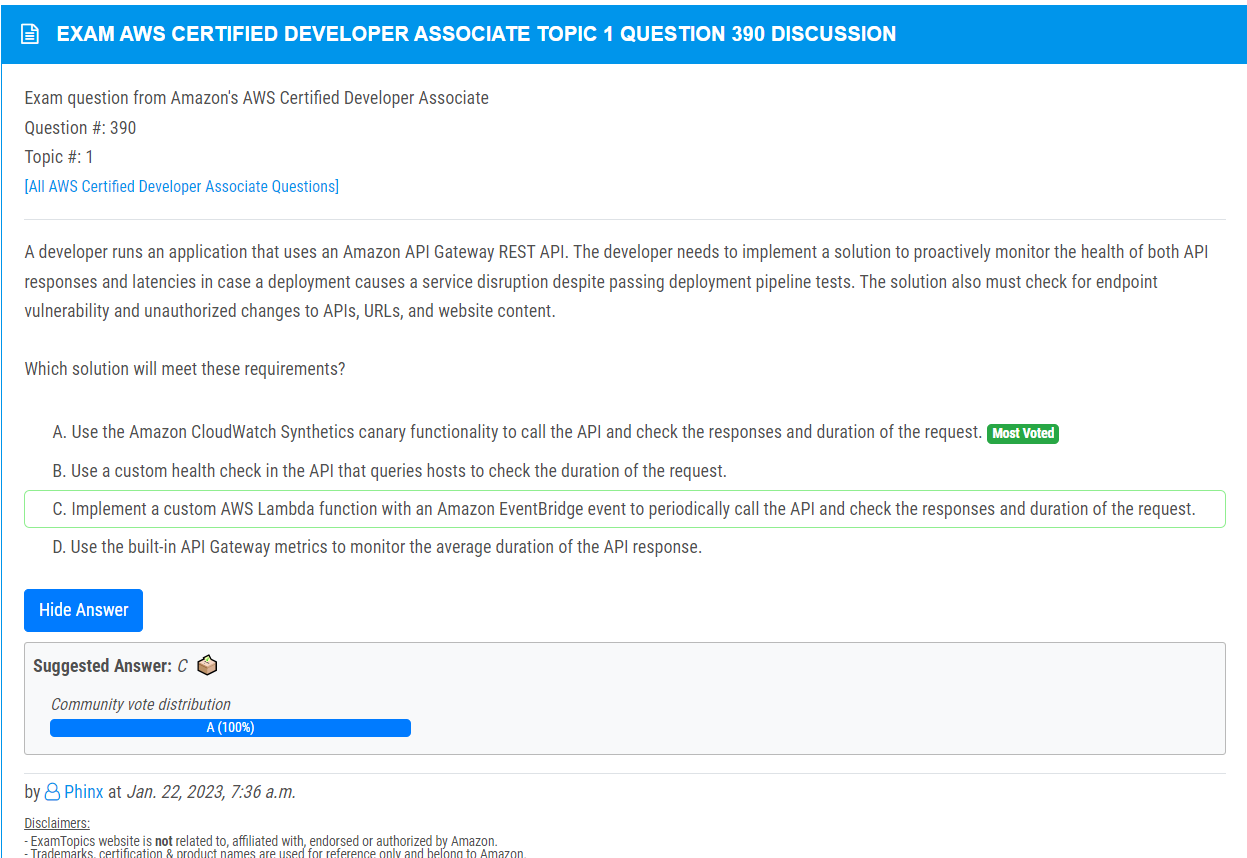 EXAM AWS CERTIFIED DEVELOPER ASSOCIATE TOPIC 1 QUESTION 390 DISCUSSION
Exam question from Amazon's AWS Certified Developer Associate
Question #: 390
Topic #: 1
[All AWS Certified Developer Associate Questions]
A developer runs an application that uses an Amazon API Gateway REST API. The developer needs to implement a solution to proactively monitor the health of both API
responses and latencies in case a deployment causes a service disruption despite passing deployment pipeline tests. The solution also must check for endpoint
vulnerability and unauthorized changes to APIs, URLs, and website content.
Which solution will meet these requirements?
A. Use the Amazon CloudWatch Synthetics canary functionality to call the API and check the responses and duration of the request. Most Voted
B. Use a custom health check in the API that queries hosts to check the duration of the request.
C. Implement a custom AWS Lambda function with an Amazon EventBridge event to periodically call the API and check the responses and duration of the request.
D. Use the built-in API Gateway metrics to monitor the average duration of the API response.
Hide Answer
Suggested Answer: C
Community vote distribution
A (100%)
by Phinx at Jan. 22, 2023, 7:36 a.m.
Disclaimers:
- ExamTopics website is not related to, affiliated with, endorsed or authorized by Amazon.
- Trademarks, certification & product names are used for reference only and belong to Amazon.